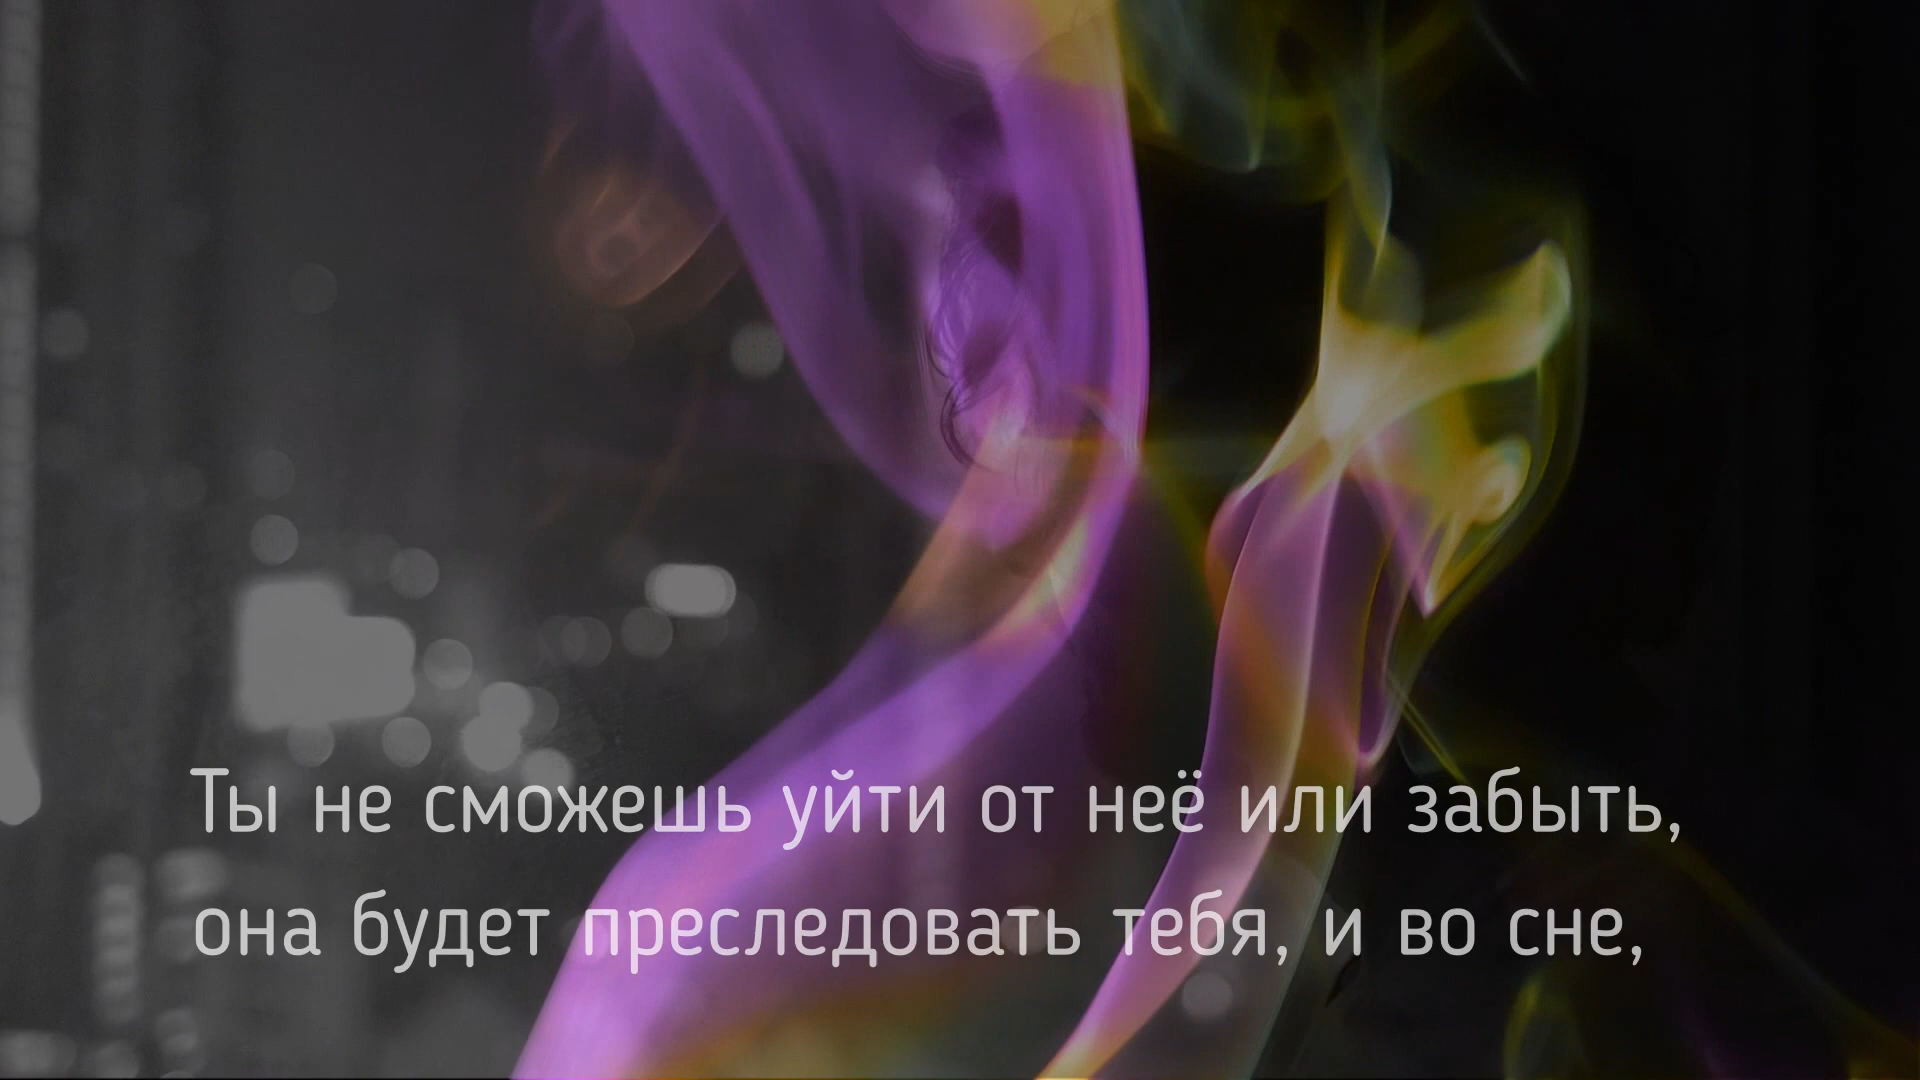 Ты не сможешь уйти от неё или забыть,
она будет преследовать тебя, и во сне,